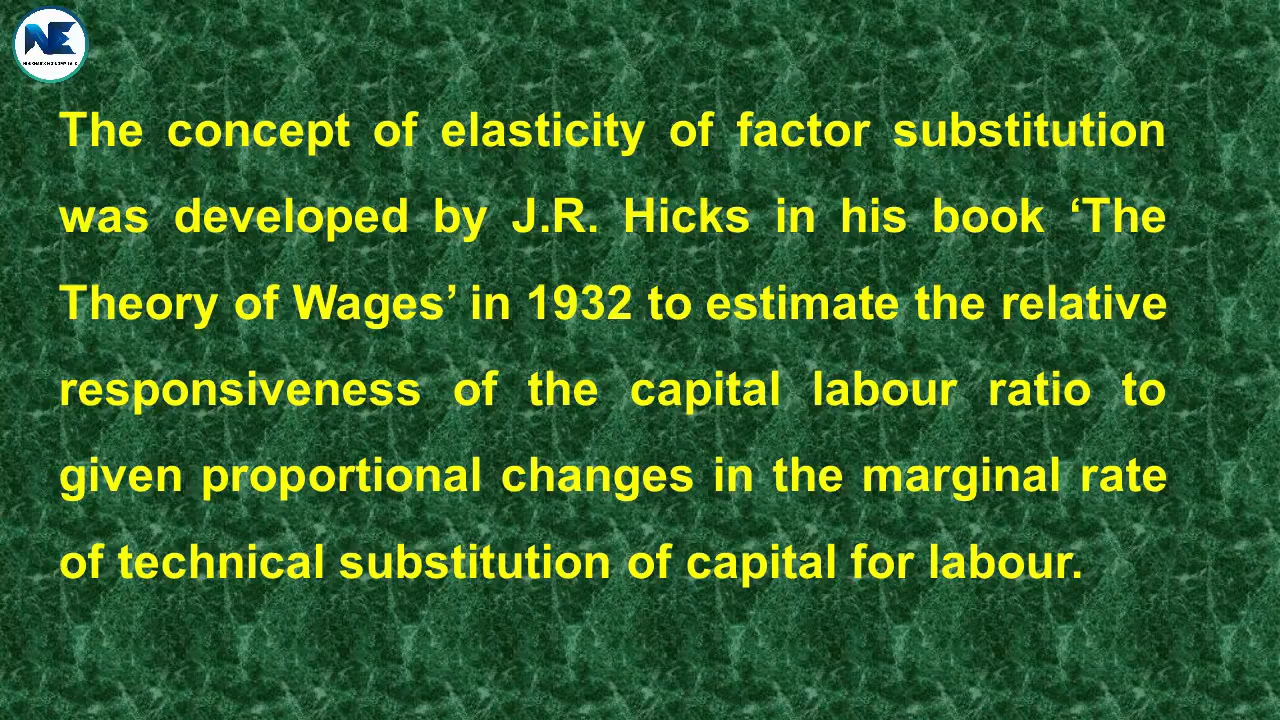 NE
The concept of elasticity of factor substitution
was developed by J.R. Hicks in his book ‘The
Theory of Wages’ in 1932 to estimate the relative
responsiveness of the capital labour ratio to
given proportional changes in the marginal rate
of technical substitution of capital for labour.